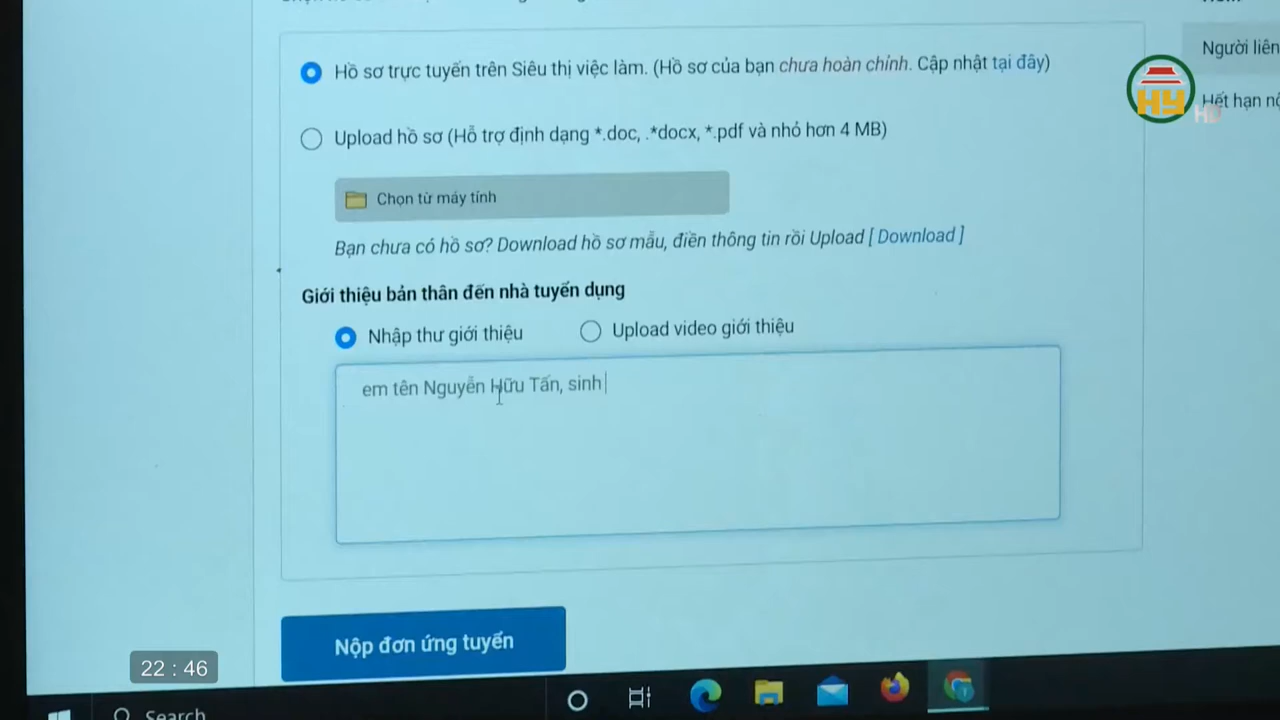 Người liên
Hồ sơ trực tuyến trên Siêu thị việc làm. (Hồ sơ của bạn chưa hoàn chỉnh. Cập nhật tại đây)
HY
HD
Hết hạn nộ
Upload hồ sơ (Hỗ trợ định dạng *.doc, .*docx, *.pdf và nhỏ hơn 4 MB)
Chọn từ máy tính
Bạn chưa có hồ sơ? Download hồ sơ mẫu, điền thông tin rồi Upload [ Download ]
Giới thiệu bản thân đến nhà tuyển dụng
Nhập thư giới thiệu
Upload video giới thiệu
em tên Nguyễn Hữu Tấn, sinh
Nộp đơn ứng tuyển
22 : 46
Search